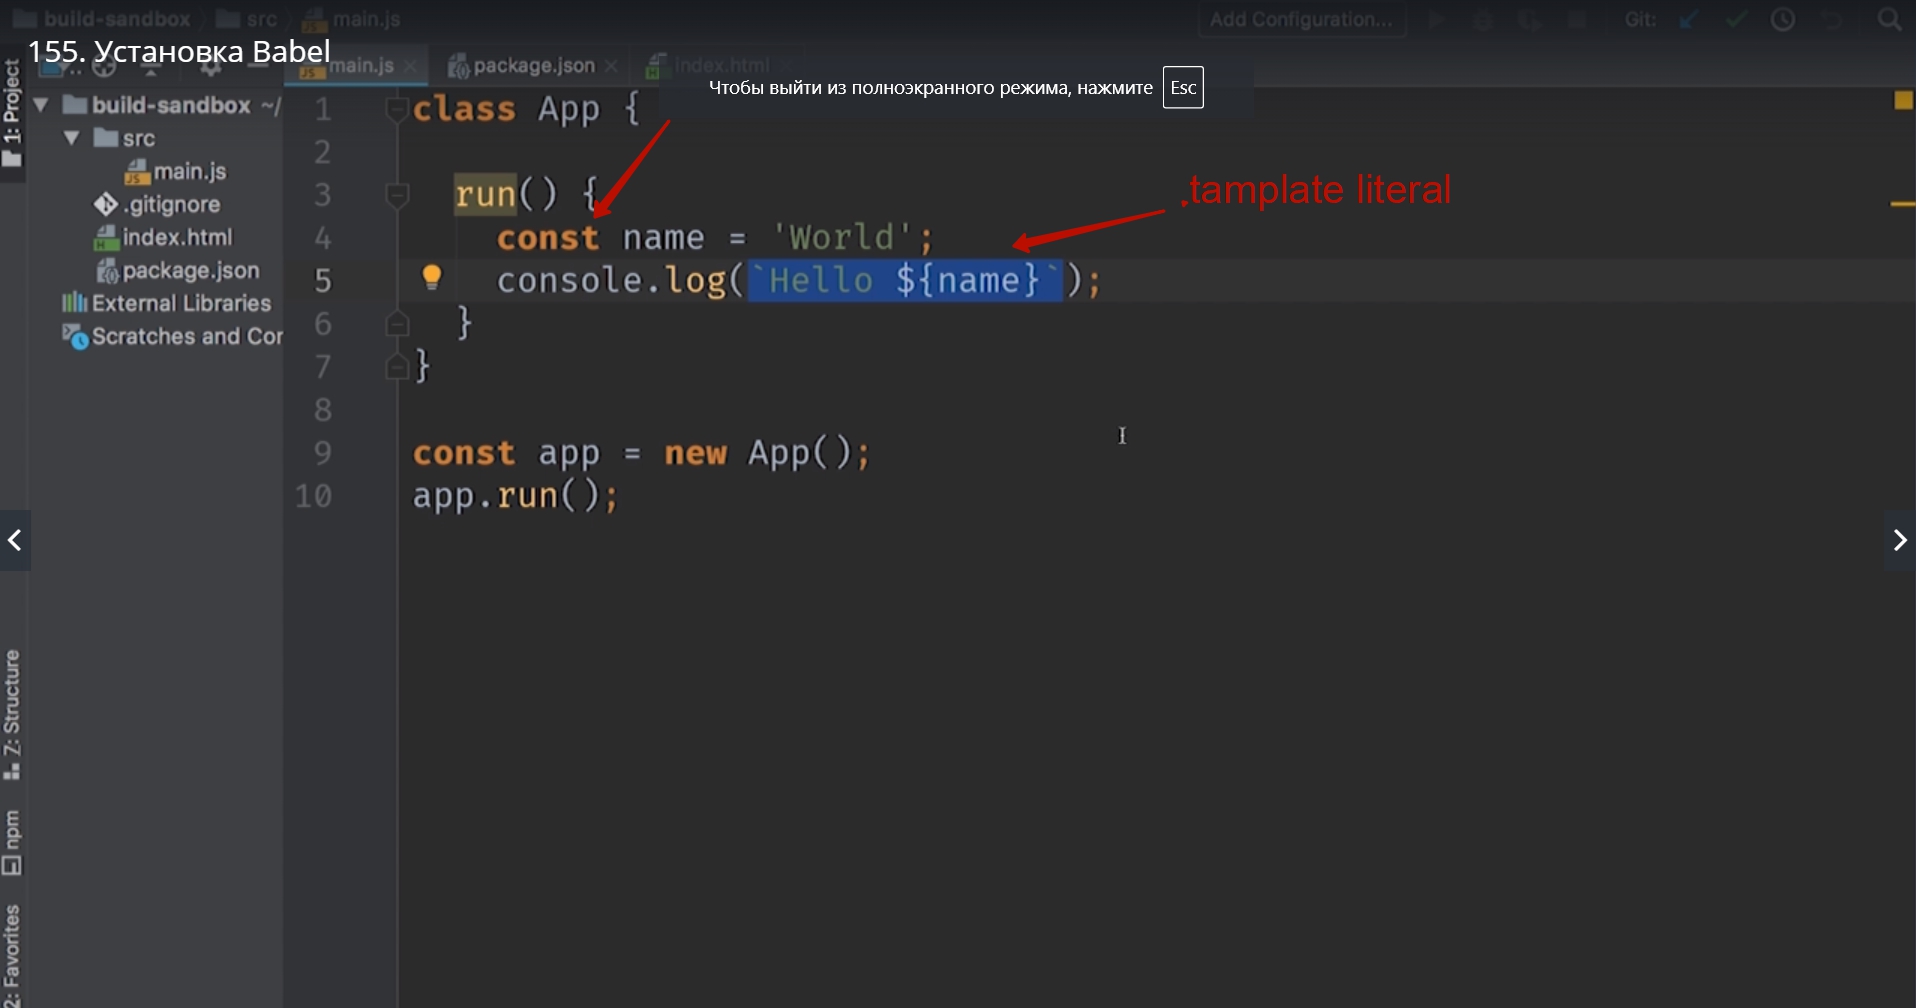 build-sandbox src main.js Add Configuration... Git:
155. Установка Babel
main.js package.json index.html
Чтобы выйти из полноэкранного режима, нажмите Esc
1: Project
build-sandbox ~/
src
main.js
.gitignore
index.html
package.json
External Libraries
Scratches and Cor
Z: Structure
npm
2: Favorites
1 class App {
2
3 run() {
4 const name = 'World';
5 console.log(`Hello ${name}`);
6 }
7 }
8
9 const app = new App();
10 app.run();
.tamplate literal